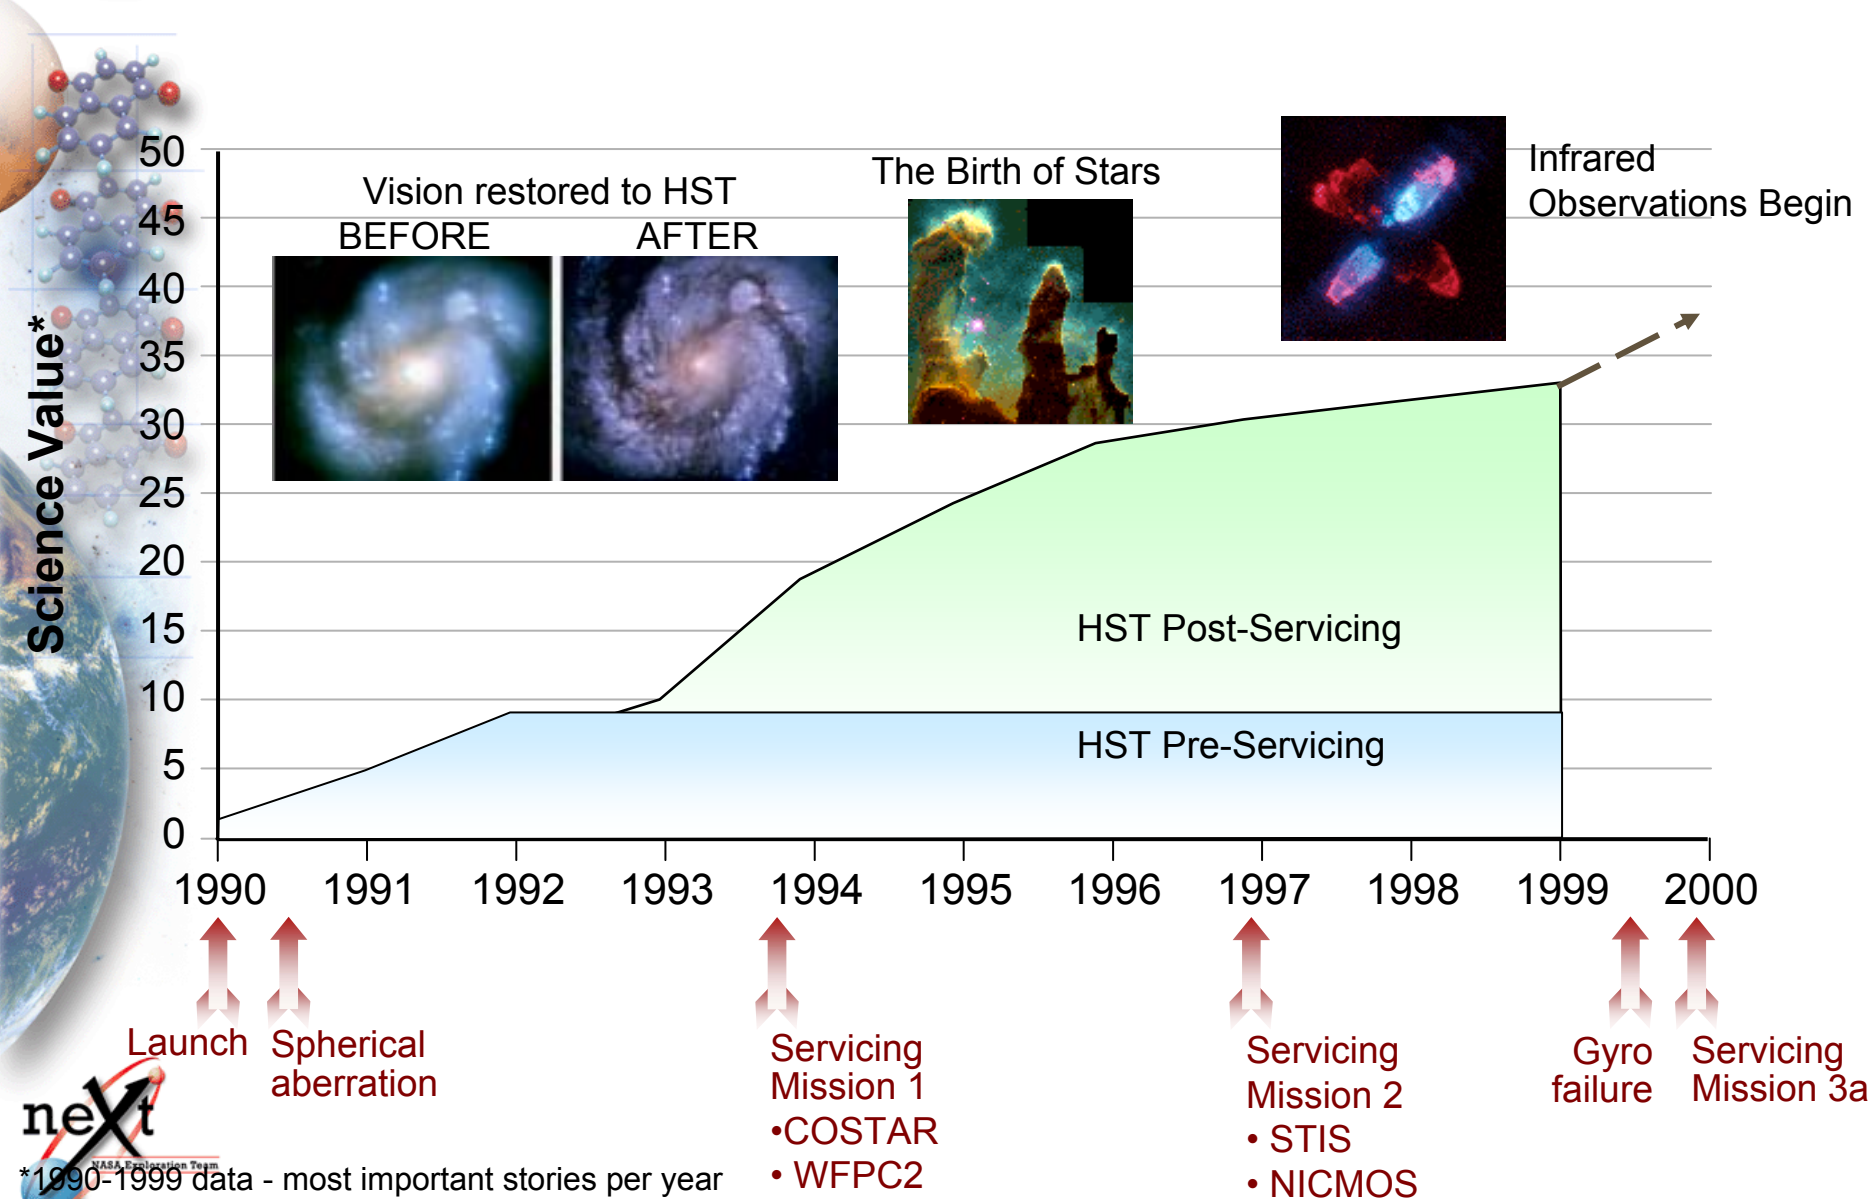 Vision restored to HST
BEFORE AFTER
The Birth of Stars
Infrared
Observations Begin
Science Value*
50
45
40
35
30
25
20
15
10
5
0
HST Post-Servicing
HST Pre-Servicing
1990 1991 1992 1993 1994 1995 1996 1997 1998 1999 2000
Launch
Spherical
aberration
Servicing
Mission 1
•COSTAR
• WFPC2
Servicing
Mission 2
• STIS
• NICMOS
Gyro
failure
Servicing
Mission 3a
neXt
NASA Exploration Team
*1990-1999 data - most important stories per year